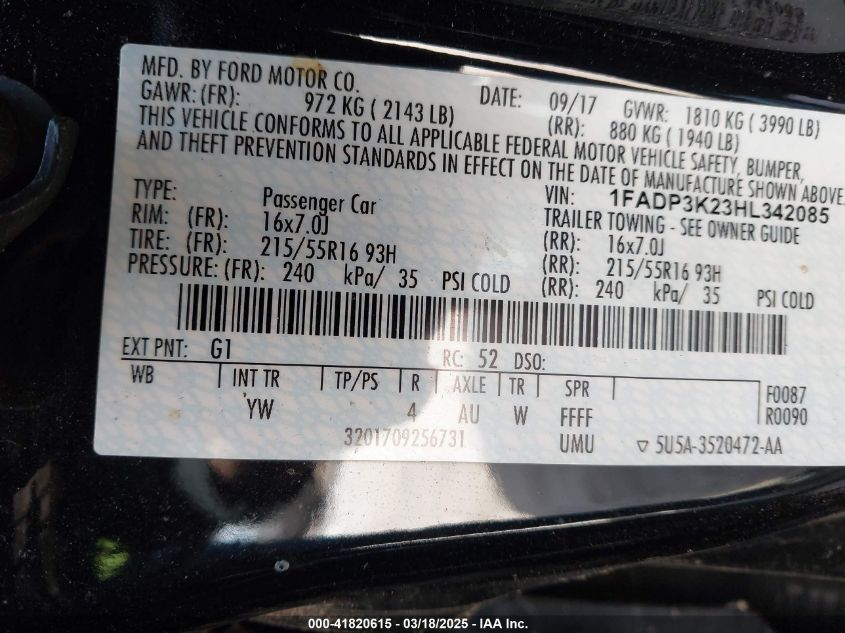 MFD. BY FORD MOTOR CO.
DATE: 09/17 GVWR: 1810 KG ( 3990 LB)
GAWR: (FR): 972 KG ( 2143 LB) (RR): 880 KG ( 1940 LB)
THIS VEHICLE CONFORMS TO ALL APPLICABLE FEDERAL MOTOR VEHICLE SAFETY, BUMPER,
AND THEFT PREVENTION STANDARDS IN EFFECT ON THE DATE OF MANUFACTURE SHOWN ABOVE.
VIN: 1FADP3K23HL342085
TYPE: Passenger Car TRAILER TOWING - SEE OWNER GUIDE
RIM: (FR): 16x7.0J (RR): 16x7.0J
TIRE: (FR): 215/55R16 93H (RR): 215/55R16 93H
PRESSURE: (FR): 240 kPa/ 35 PSI COLD (RR): 240 kPa/ 35 PSI COLD
EXT PNT: G1 RC: 52 DSO:
WB INT TR TP/PS R AXLE TR SPR F0087
YW 4 AU W FFFF R0090
3201709256731 UMU ▽ 5U5A-3520472-AA
000-41820615 - 03/18/2025 - IAAI Inc.